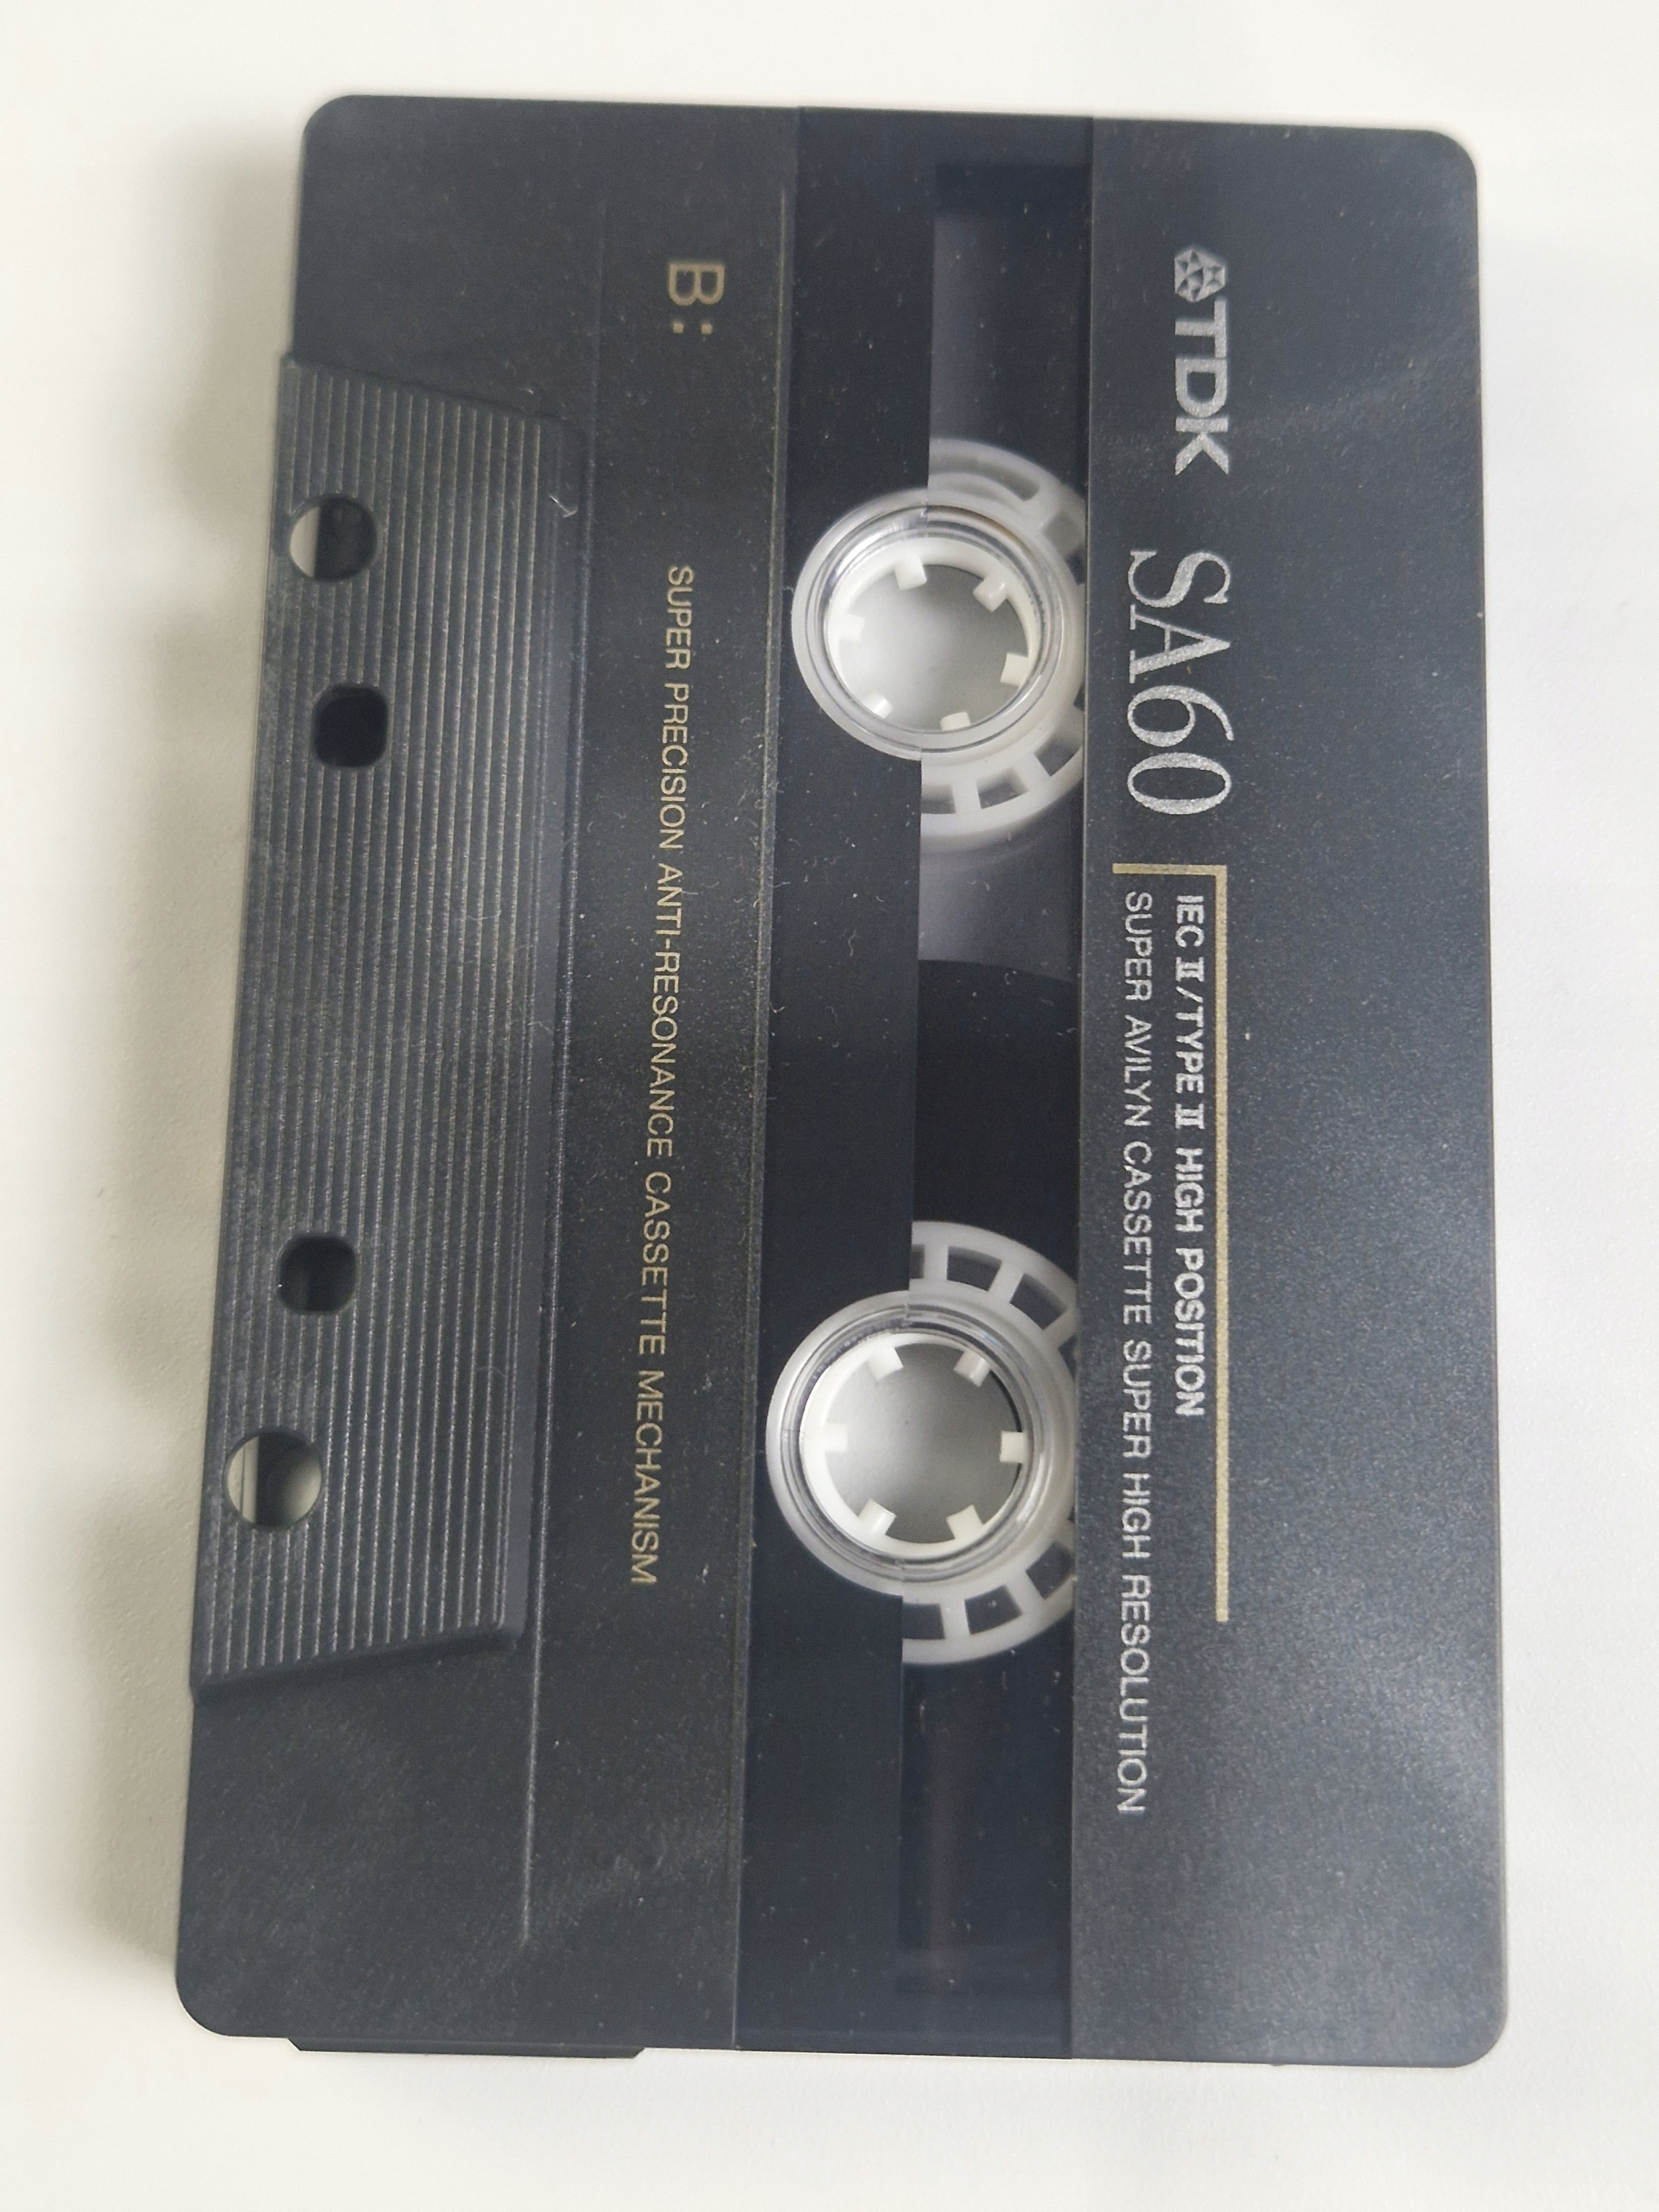 TDK SA60
IEC II/TYPE II HIGH POSITION
SUPER AVILYN CASSETTE SUPER HIGH RESOLUTION
B:
SUPER PRECISION ANTI-RESONANCE CASSETTE MECHANISM